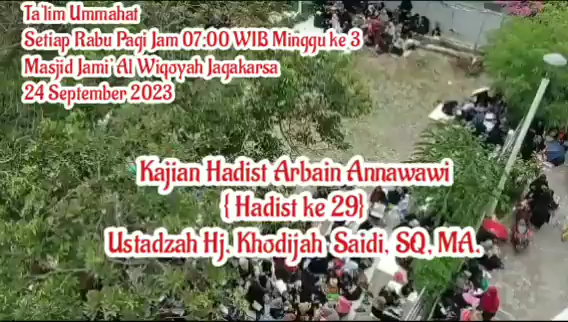 Ta'lim Ummahat
Setiap Rabu Pagi Jam 07:00 WIB Minggu ke 3
Masjid Jami' Al Wiqoyah Jagakarsa
24 September 2023
Kajian Hadist Arbain Annawawi
{ Hadist ke 29}
Ustadzah Hj. Khodijah Saidi, SQ, MA.